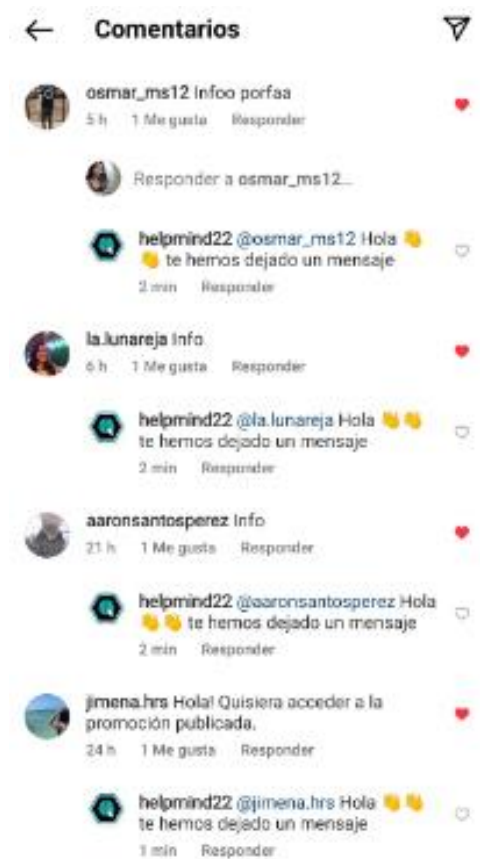 Comentarios
osmar_ms12 Infoo porfaa
5 h 1 Me gusta Responder
Responder a osmar_ms12...
helpmind22 @osmar_ms12 Hola 👏
👏 te hemos dejado un mensaje
2 min Responder
la.lunareja Info
6 h 1 Me gusta Responder
helpmind22 @la.lunareja Hola 👏👏
te hemos dejado un mensaje
2 min Responder
aaronsantosperez Info
21 h 1 Me gusta Responder
helpmind22 @aaronsantosperez Hola
👏👏 te hemos dejado un mensaje
2 min Responder
jimena.hrs Hola! Quisiera acceder a la
promoción publicada.
24 h 1 Me gusta Responder
helpmind22 @jimena.hrs Hola 👏👏
te hemos dejado un mensaje
1 min Responder